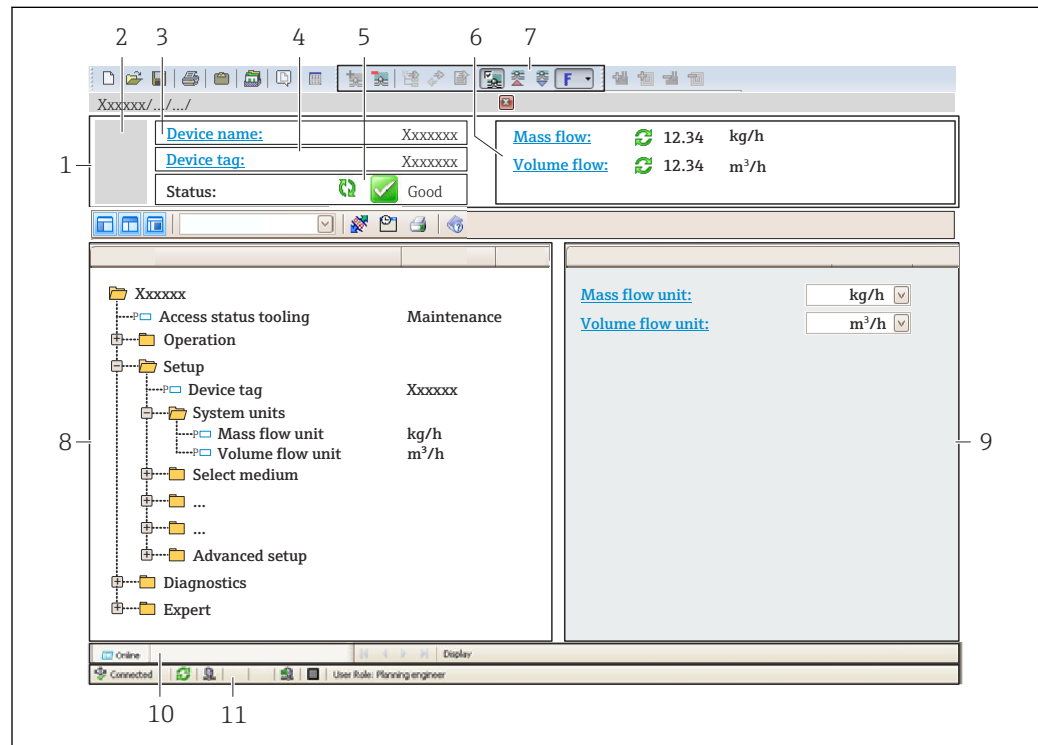 2 3 4 5 6 7
F
Xxxxxx/.../.../
1
Device name: Xxxxxxx
Device tag: Xxxxxxx
Status: Good
Mass flow: 12.34 kg/h
Volume flow: 12.34 m³/h
Xxxxxx
P Access status tooling Maintenance
Operation
Setup
P Device tag Xxxxxx
System units
P Mass flow unit kg/h
P Volume flow unit m³/h
Select medium
...
...
Advanced setup
Diagnostics
Expert
8
Mass flow unit: kg/h
Volume flow unit: m³/h
9
Online Display
Connected User Role: Planning engineer
10 11